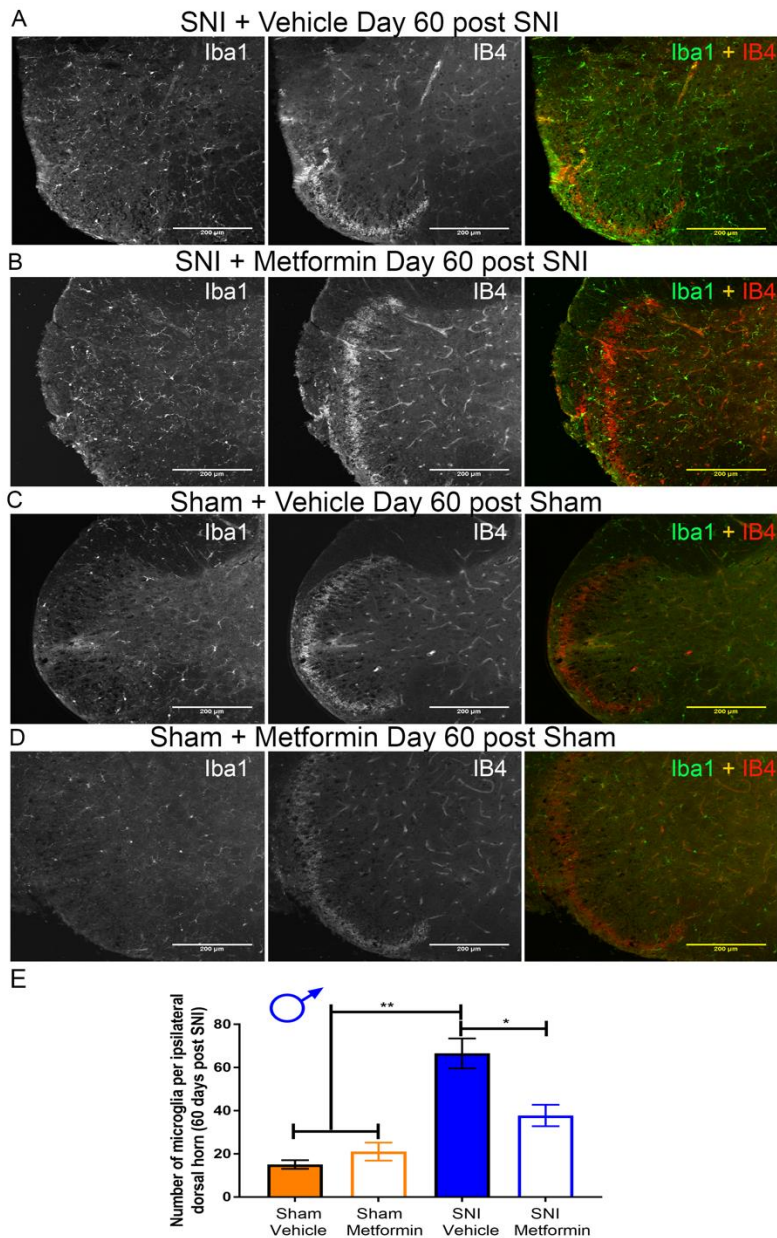 A
SNI + Vehicle Day 60 post SNI
Iba1
IB4
Iba1 + IB4
200 µm
200 µm
200 µm
B
SNI + Metformin Day 60 post SNI
Iba1
IB4
Iba1 + IB4
200 µm
200 µm
200 µm
C
Sham + Vehicle Day 60 post Sham
Iba1
IB4
Iba1 + IB4
200 µm
200 µm
200 µm
D
Sham + Metformin Day 60 post Sham
Iba1
IB4
Iba1 + IB4
200 µm
200 µm
200 µm
E
Number of microglia per ipsilateral
dorsal horn (60 days post SNI)
80
60
40
20
0
**
*
Sham
Vehicle
Sham
Metformin
SNI
Vehicle
SNI
Metformin